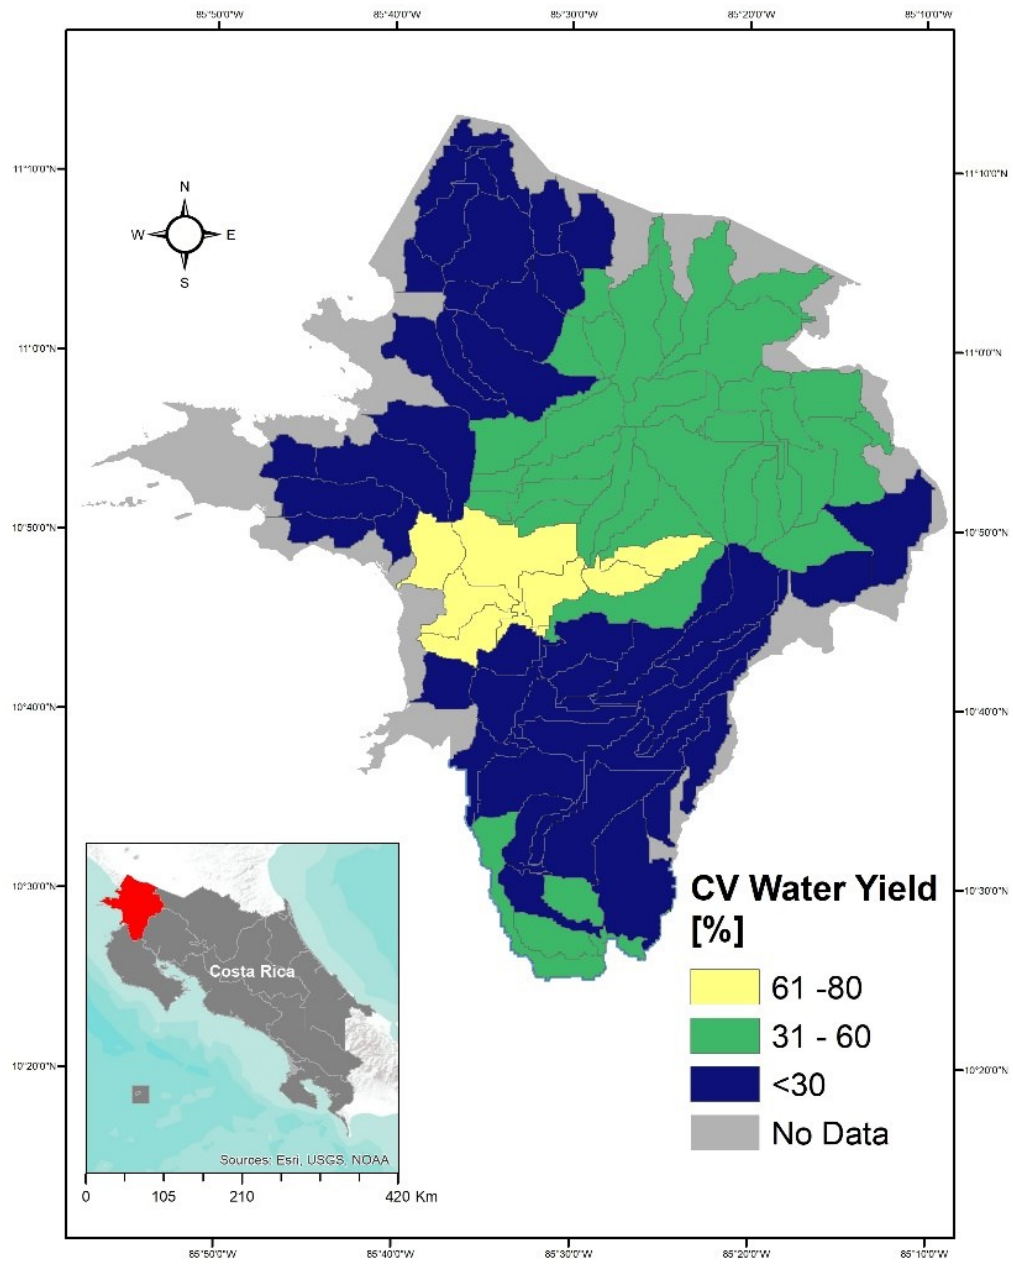 85°50'0"W 85°40'0"W 85°30'0"W 85°20'0"W 85°10'0"W
11°10'0"N 11°10'0"N
N
W E
S
11°0'0"N 11°0'0"N
10°50'0"N 10°50'0"N
10°40'0"N 10°40'0"N
10°30'0"N 10°30'0"N
CV Water Yield
[%]
61 -80
31 - 60
<30
No Data
Costa Rica
10°20'0"N 10°20'0"N
Sources: Esri, USGS, NOAA
0 105 210 420 Km
85°50'0"W 85°40'0"W 85°30'0"W 85°20'0"W 85°10'0"W